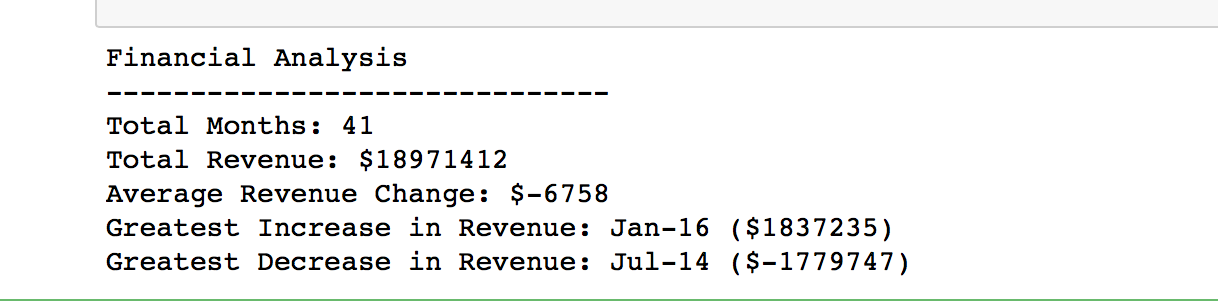 Financial Analysis
------------------------------
Total Months: 41
Total Revenue: $18971412
Average Revenue Change: $-6758
Greatest Increase in Revenue: Jan-16 ($1837235)
Greatest Decrease in Revenue: Jul-14 ($-1779747)